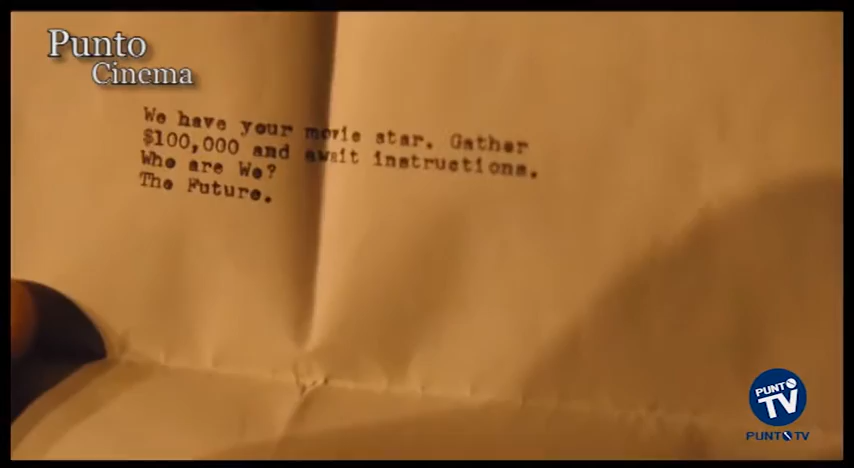 Punto
Cinema
We have your movie star. Gather
$100,000 and await instructions.
Who are We?
The Future.
PUNTO
TV
PUNTO TV